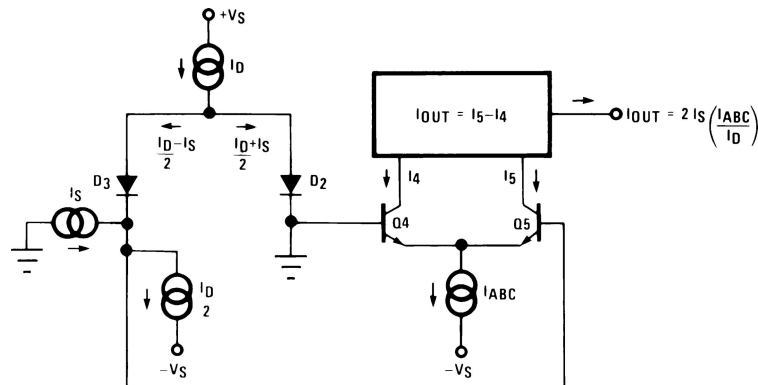 +VS
ID
IOUT = I5–I4
IOUT = 2 IS (IABC/ID)
ID/2 –IS
ID/2 +IS
D3
D2
IS
I4
I5
Q4
Q5
ID
2
IABC
–VS
–VS